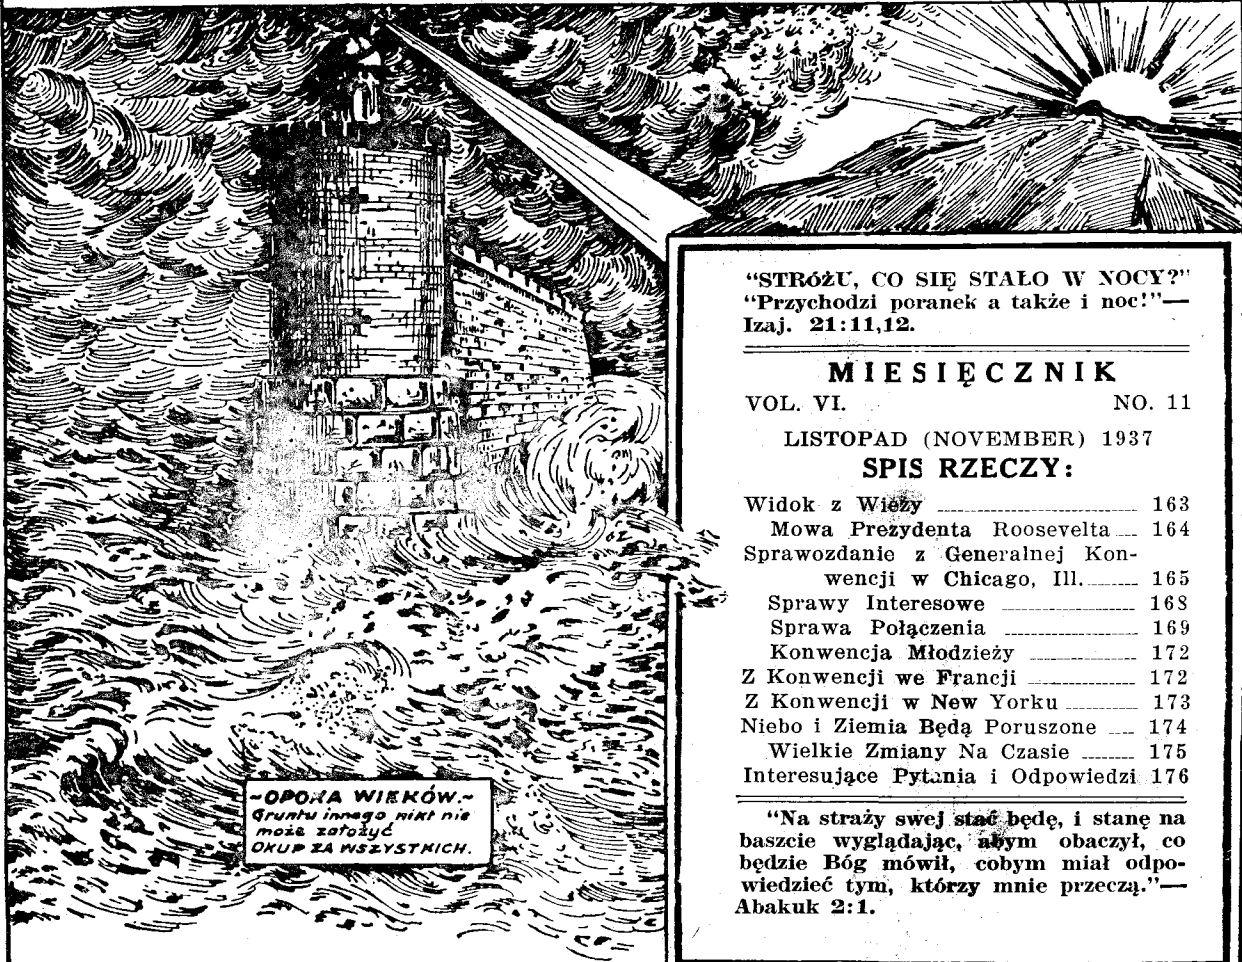 “STRÓŻU, CO SIĘ STAŁO W NOCY?”
“Przychodzi poranek a także i noc!”—
Izaj. 21:11,12.
MIESIĘCZNIK
VOL. VI. NO. 11
LISTOPAD (NOVEMBER) 1937
SPIS RZECZY:
Widok z Wieży 163
Mowa Prezydenta Roosevelta 164
Sprawozdanie z Generalnej Kon-
wencji w Chicago, Ill. 165
Sprawy Interesowe 168
Sprawa Połączenia 169
Konwencja Młodzieży 172
Z Konwencji we Francji 172
Z Konwencji w New Yorku 173
Niebo i Ziemia Będą Poruszone 174
Wielkie Zmiany Na Czasie 175
Interesujące Pytania i Odpowiedzi 176
“Na straży swej stać będę, i stanę na
baszcie wyglądając, abym obaczył, co
będzie Bóg mówił, cobym miał odpo-
wiedzieć tym, którzy mnie przeczą.”—
Abakuk 2:1.
~OPOKA WIEKÓW.~
Gruntu innego nikt nie
może założyć
OKUP ZA WSZYSTKICH.